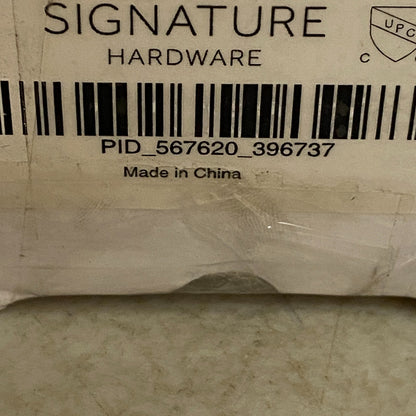 SIGNATURE
HARDWARE
UPC
C
PID_567620_396737
Made in China